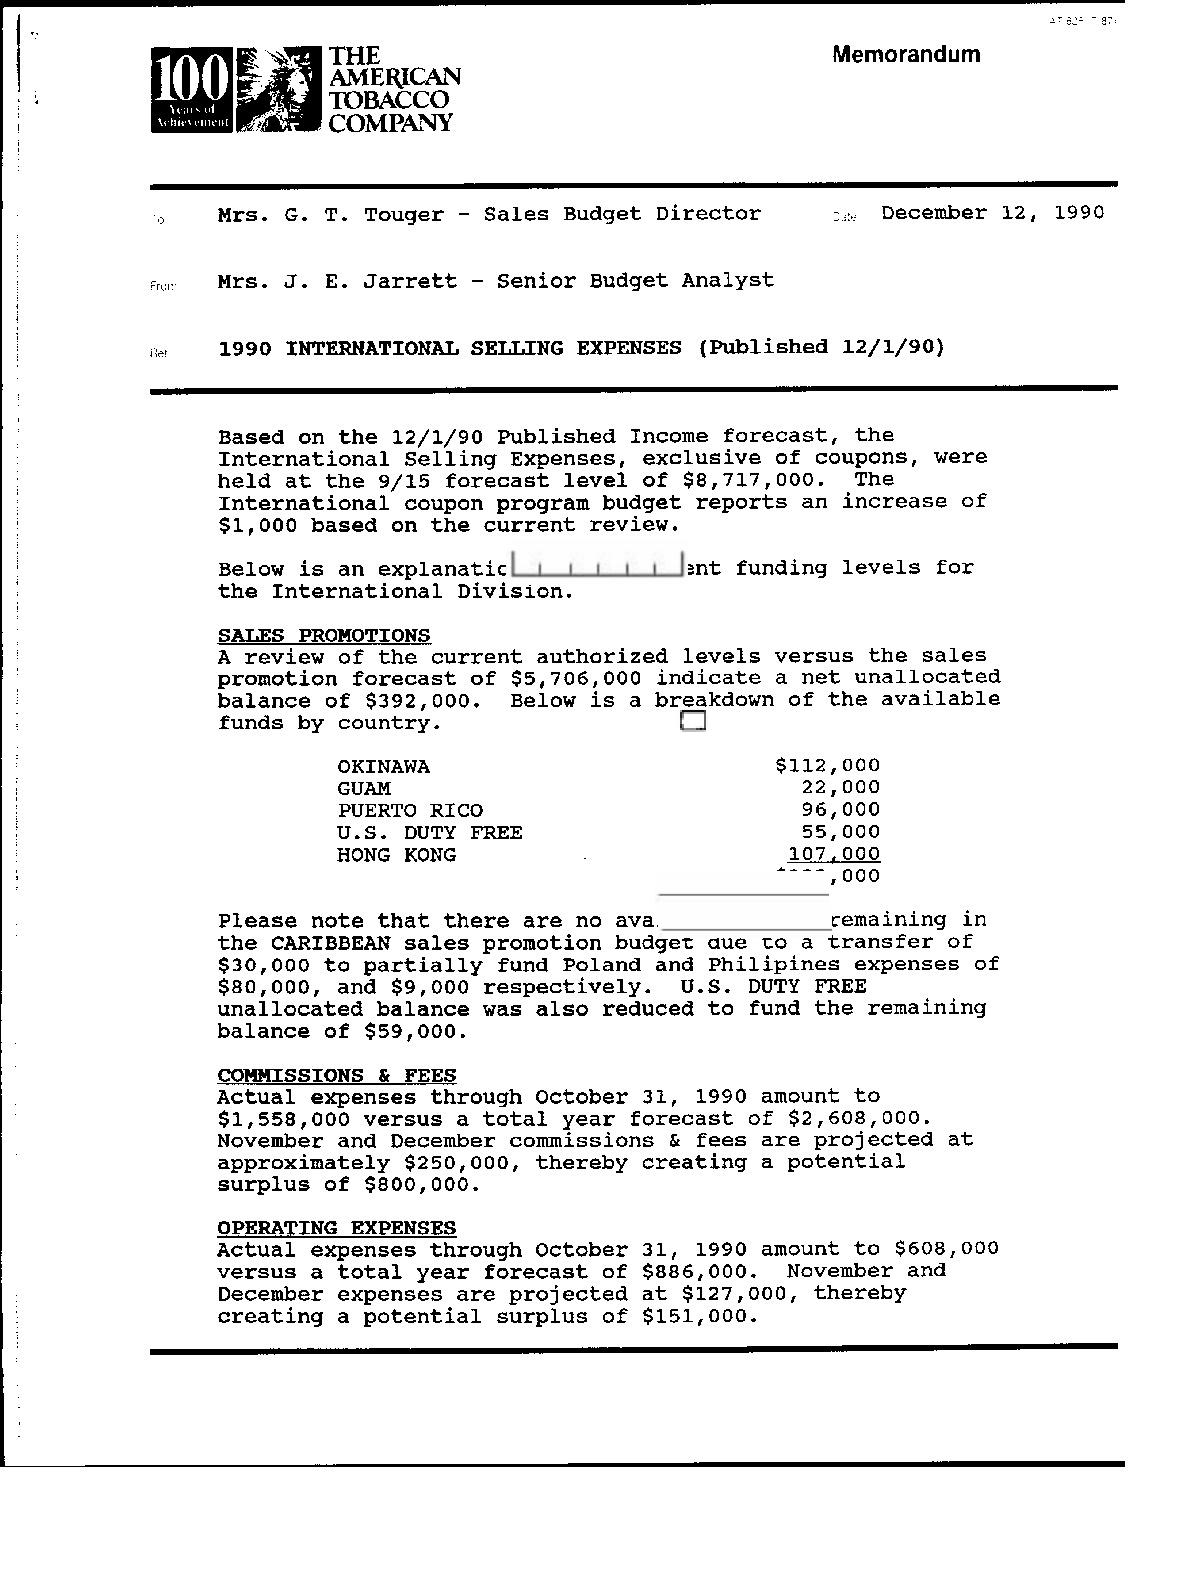 Memorandum
100
Years of
Achievement
THE
AMERICAN
TOBACCO
COMPANY
To Mrs. G. T. Touger - Sales Budget Director Date December 12, 1990
From Mrs. J. E. Jarrett - Senior Budget Analyst
Ref 1990 INTERNATIONAL SELLING EXPENSES (Published 12/1/90)
Based on the 12/1/90 Published Income forecast, the
International Selling Expenses, exclusive of coupons, were
held at the 9/15 forecast level of $8,717,000. The
International coupon program budget reports an increase of
$1,000 based on the current review.
Below is an funding levels for
the International Division.
SALES PROMOTIONS
A review of the current authorized levels versus the sales
promotion forecast of $5,706,000 indicate a net unallocated
balance of $392,000. Below is a breakdown of the available
funds by country.
OKINAWA $112,000
GUAM 22,000
PUERTO RICO 96,000
U.S. DUTY FREE 55,000
HONG KONG 107,000
,000
Please note that there are no remaining in
the CARIBBEAN sales promotion budget due to a transfer of
$30,000 to partially fund Poland and Philipines expenses of
$80,000, and $9,000 respectively. U.S. DUTY FREE
unallocated balance was also reduced to fund the remaining
balance of $59,000.
COMMISSIONS & FEES
Actual expenses through October 31, 1990 amount to
$1,558,000 versus a total year forecast of $2,608,000.
November and December commissions & fees are projected at
approximately $250,000, thereby creating a potential
surplus of $800,000.
OPERATING EXPENSES
Actual expenses through October 31, 1990 amount to $608,000
versus a total year forecast of $886,000. November and
December expenses are projected at $127,000, thereby
creating a potential surplus of $151,000.